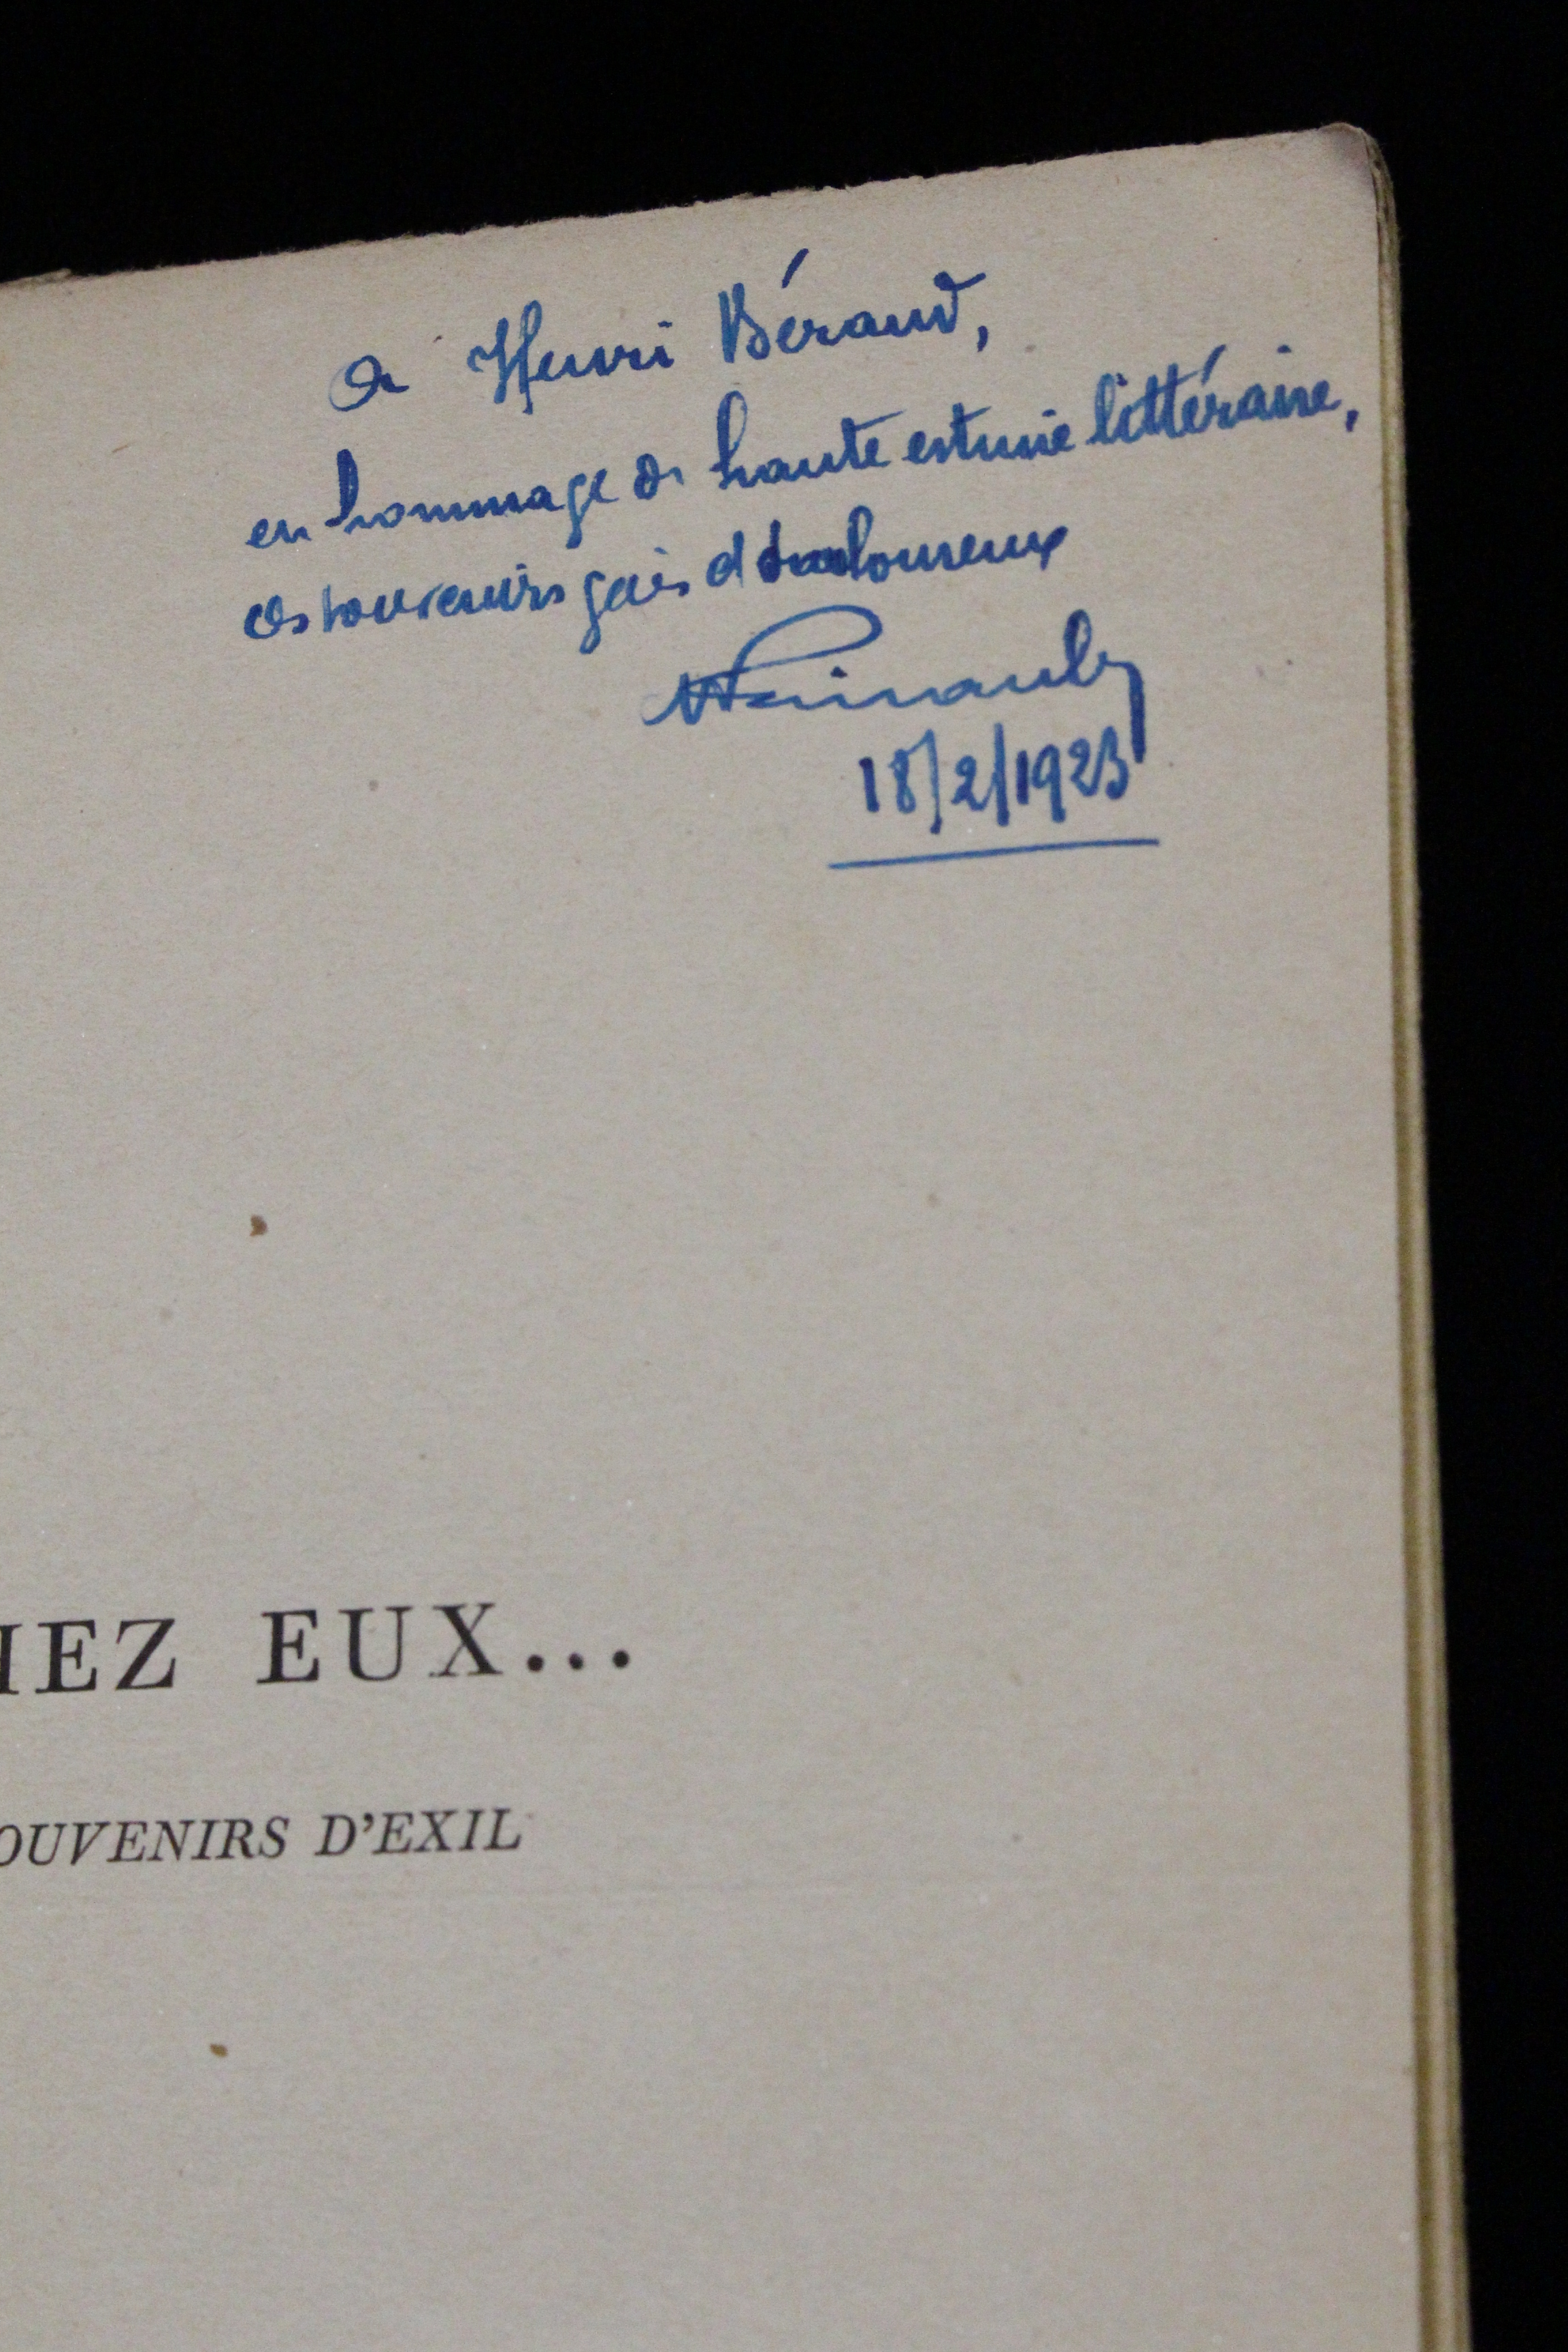 A Henri Béraud,
en hommage de haute estime littéraire,
ces souvenirs gais et douloureux
18/2/1923
IEZ EUX...
OUVENIRS D'EXIL